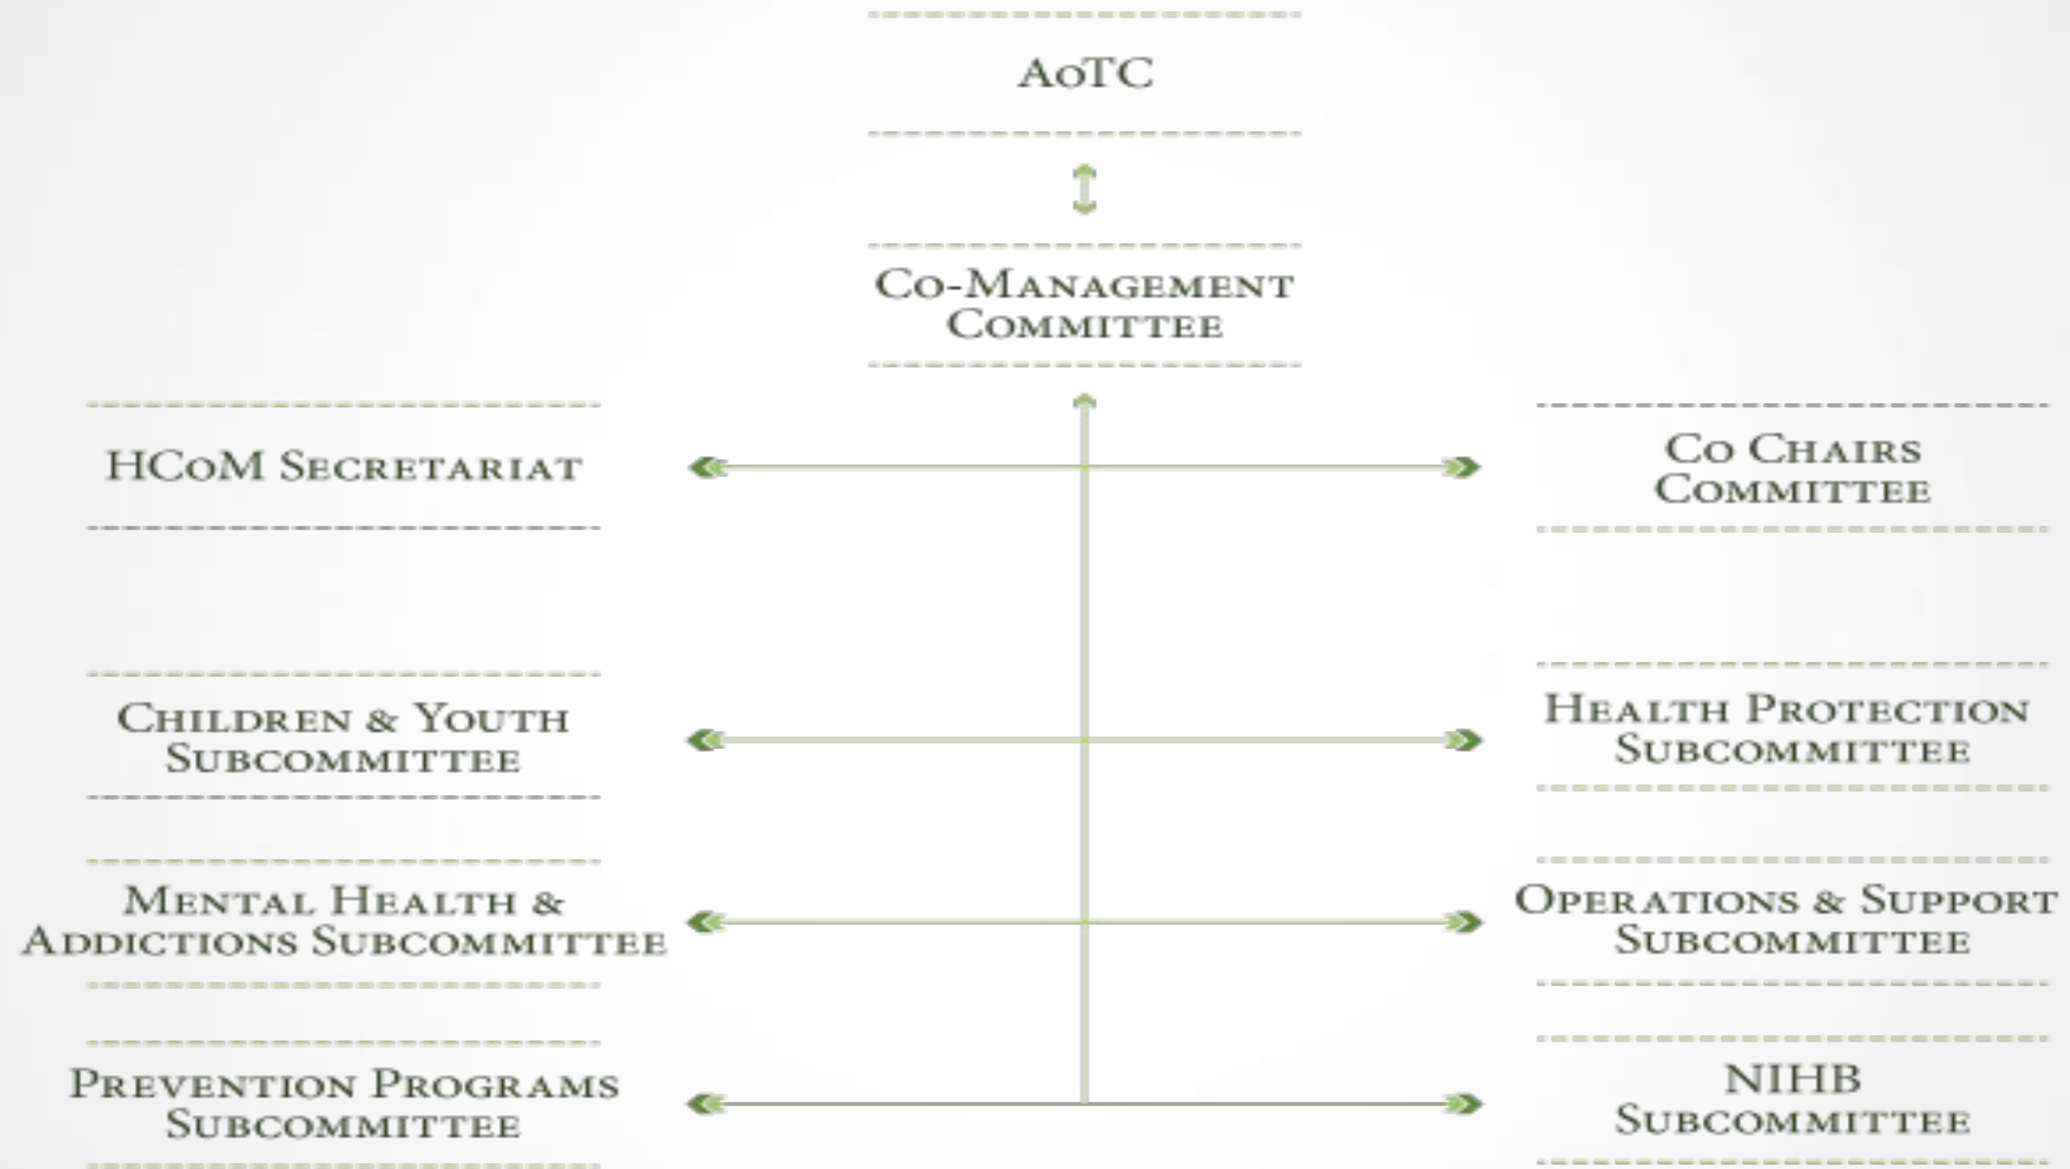 AoTC
Co-Management
Committee
HCoM Secretariat
Co Chairs
Committee
Children & Youth
Subcommittee
Health Protection
Subcommittee
Mental Health &
Addictions Subcommittee
Operations & Support
Subcommittee
Prevention Programs
Subcommittee
NIHB
Subcommittee